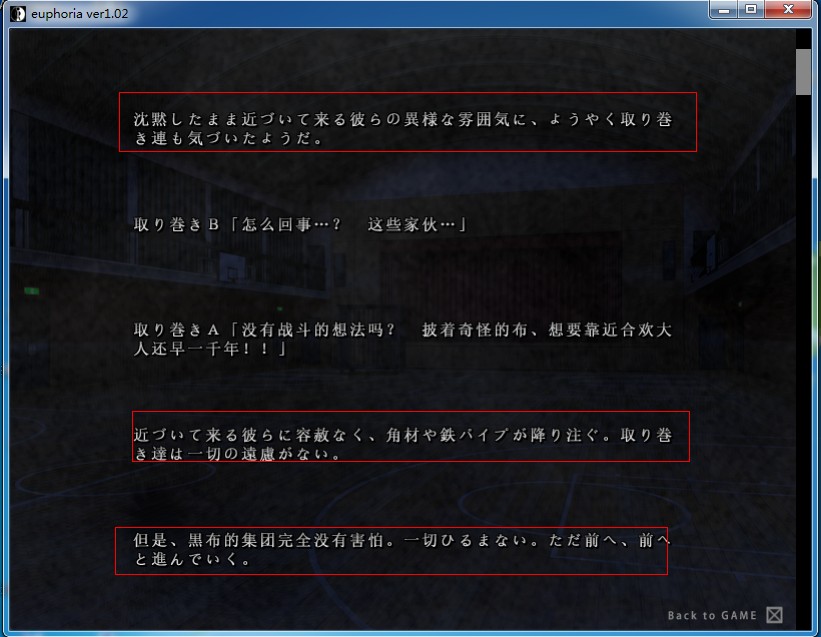 euphoria ver1.02
沈黙したまま近づいて来る彼らの異様な雰囲気に、ようやく取り巻
き連も気づいたようだ。
取り巻きＢ「怎么回事…？　这些家伙…」
取り巻きＡ「没有战斗的想法吗？　披着奇怪的布、想要靠近合欢大
人还早一千年！！」
近づいて来る彼らに容赦なく、角材や鉄パイプが降り注ぐ。取り巻
き達は一切の遠慮がない。
但是、黒布的集团完全没有害怕。一切ひるまない。ただ前へ、前へ
と進んでいく。
Back to GAME